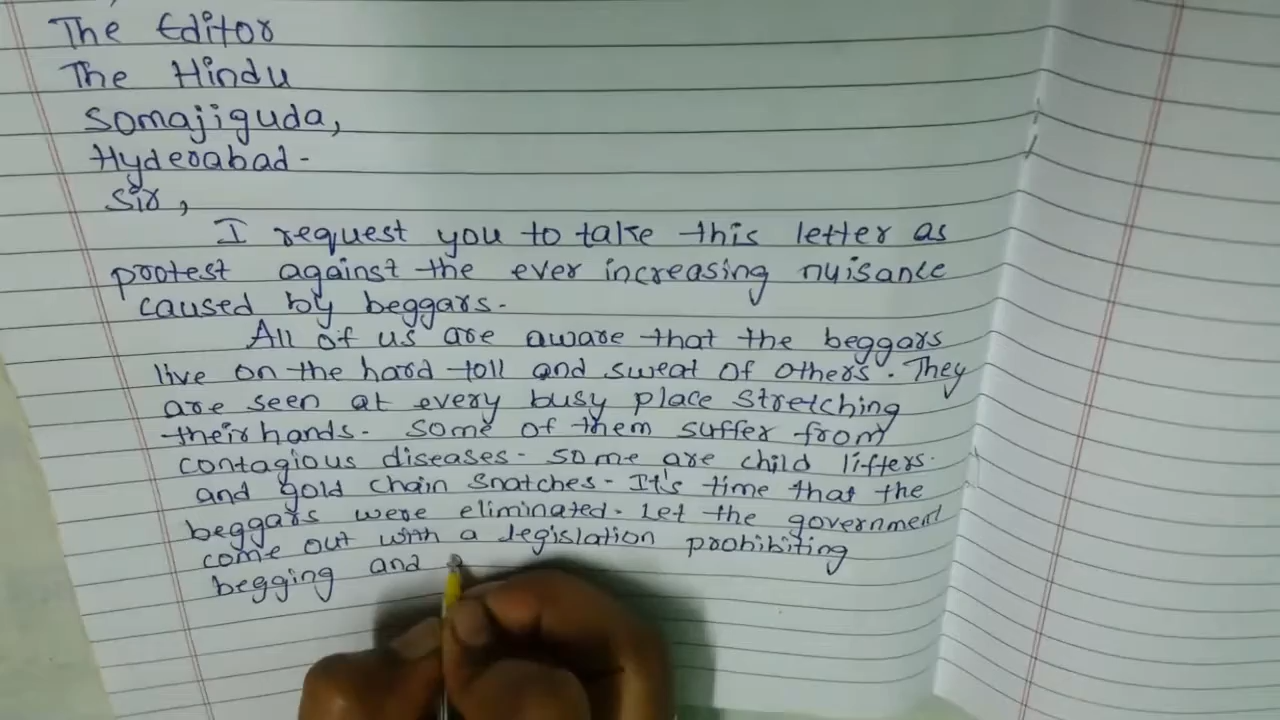 The Editor
The Hindu
Somajiguda,
Hyderabad-
Sir,
I request you to take this letter as
protest against the ever increasing nuisance
caused by beggars.
All of us are aware that the beggars
live on the hard toll and sweat of others. They
are seen at every busy place stretching
their hands. Some of them suffer from
contagious diseases. Some are child lifters.
and gold chain snatches. It's time that the
beggars were eliminated. Let the government
come out with a legislation prohibiting
begging and